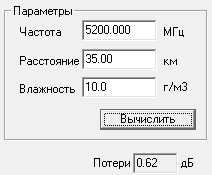 Параметры
Частота 5200.000 МГц
Расстояние 35.00 км
Влажность 10.0 г/м3
Вычислить
Потери 0.62 дБ